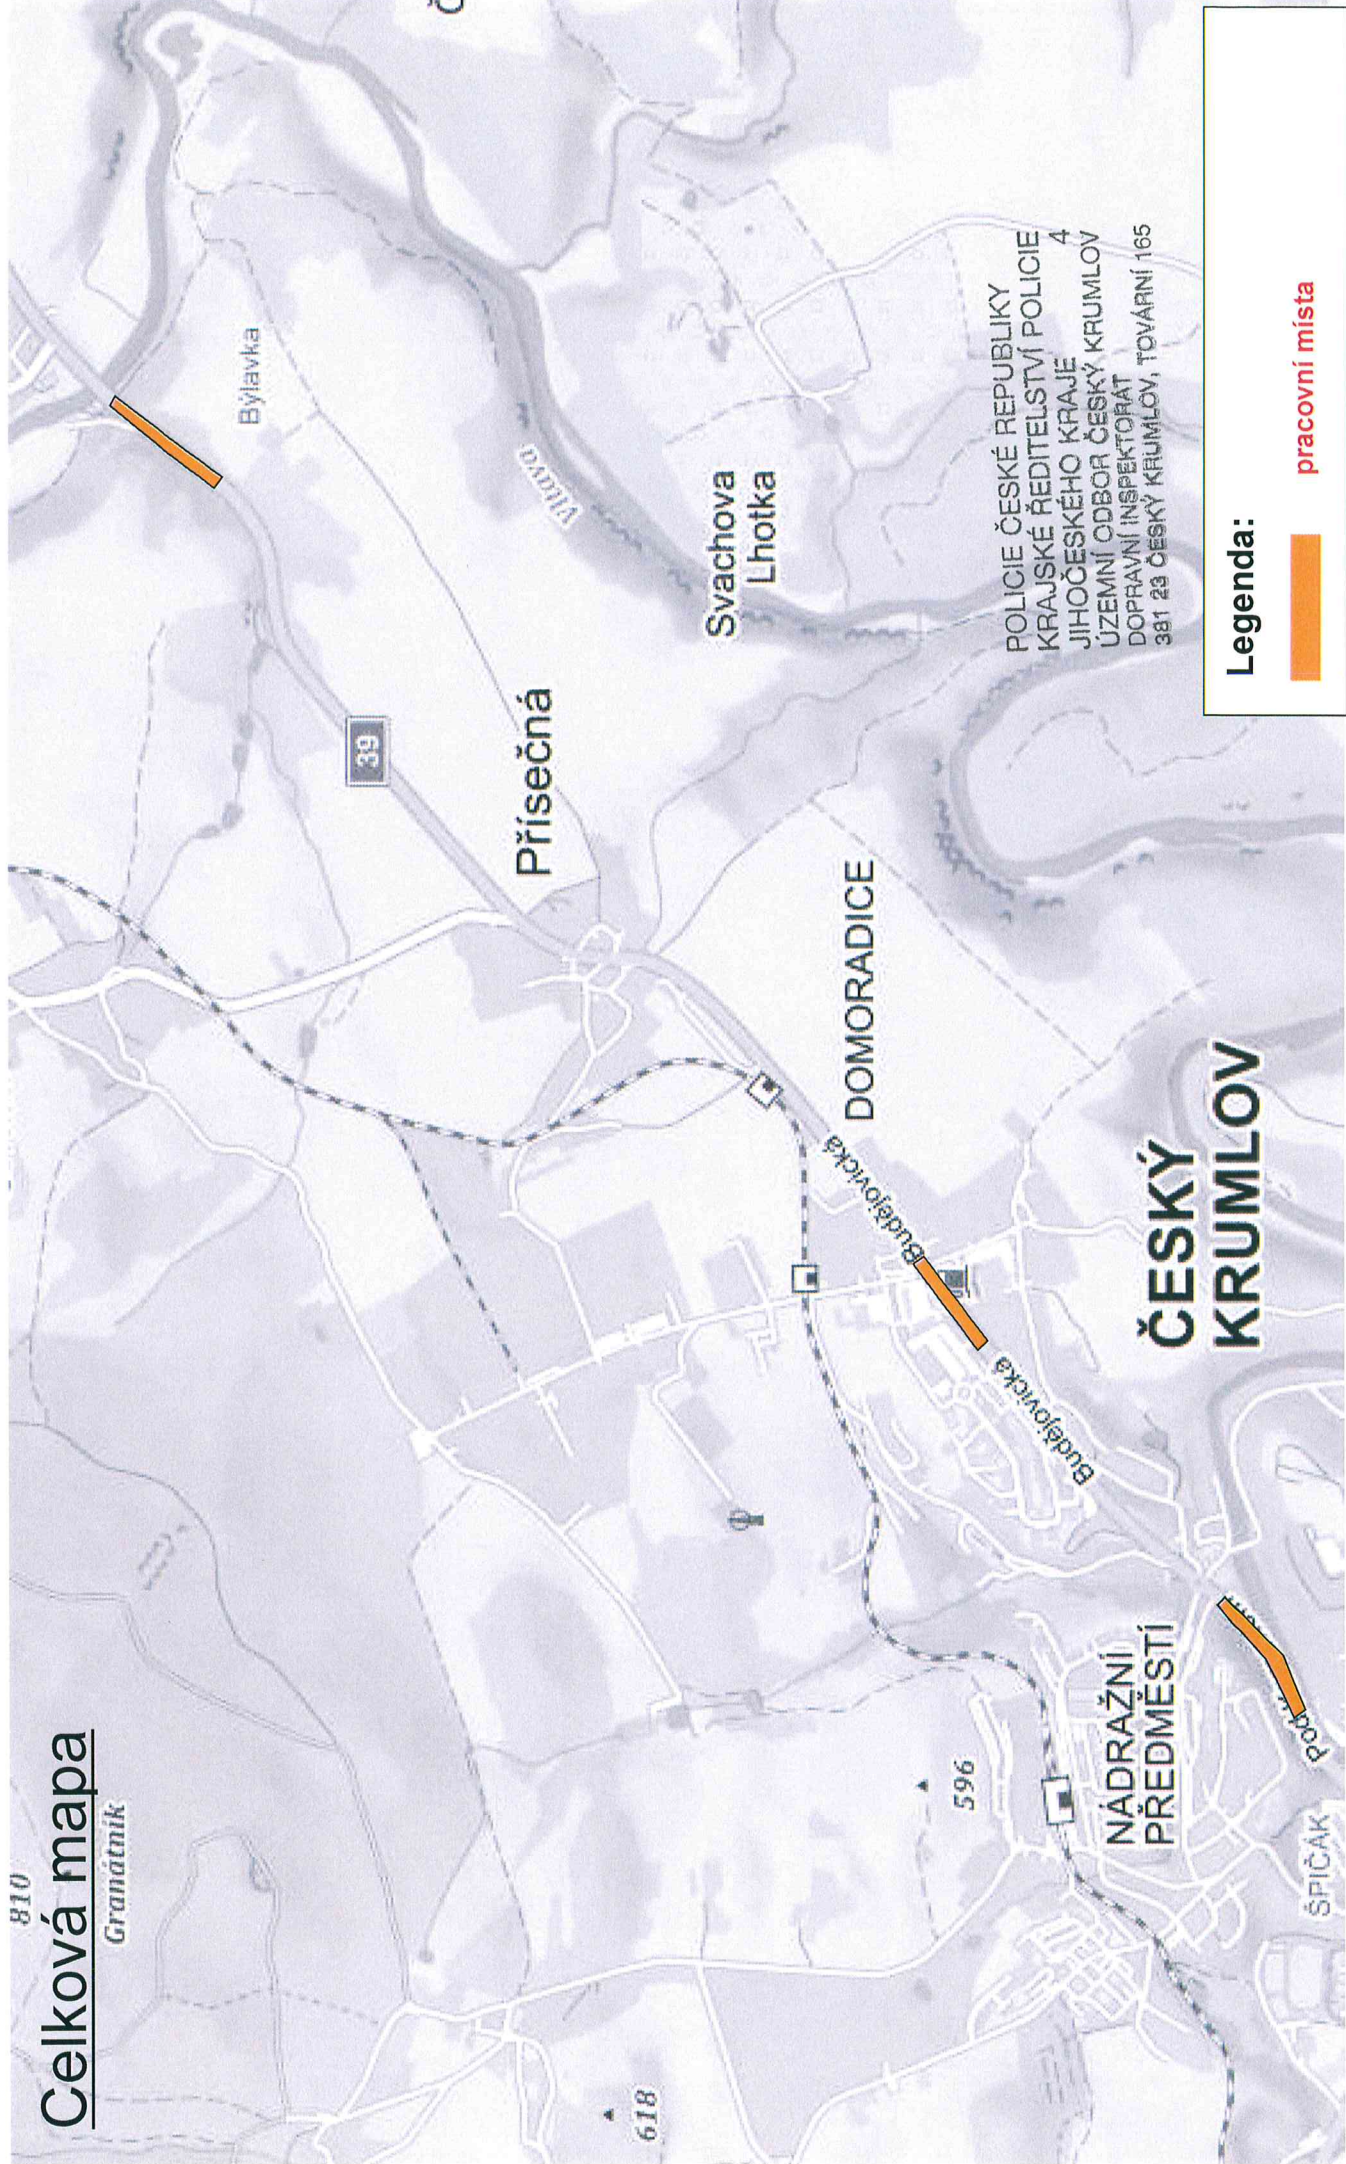 810
Celková mapa
Granátník
618
596
NÁDRAŽNÍ
PŘEDMĚSTÍ
ŠPIČÁK
Budějovická
Budějovická
DOMORADICE
ČESKÝ
KRUMLOV
Přísečná
39
Býlavka
Vltava
Svachova
Lhotka
POLICIE ČESKÉ REPUBLIKY
KRAJSKÉ ŘEDITELSTVÍ POLICIE
JIHOČESKÉHO KRAJE 4
ÚZEMNÍ ODBOR ČESKÝ KRUMLOV
DOPRAVNÍ INSPEKTORÁT
381 23 ČESKÝ KRUMLOV, TOVÁRNÍ 165
Legenda:
pracovní místa